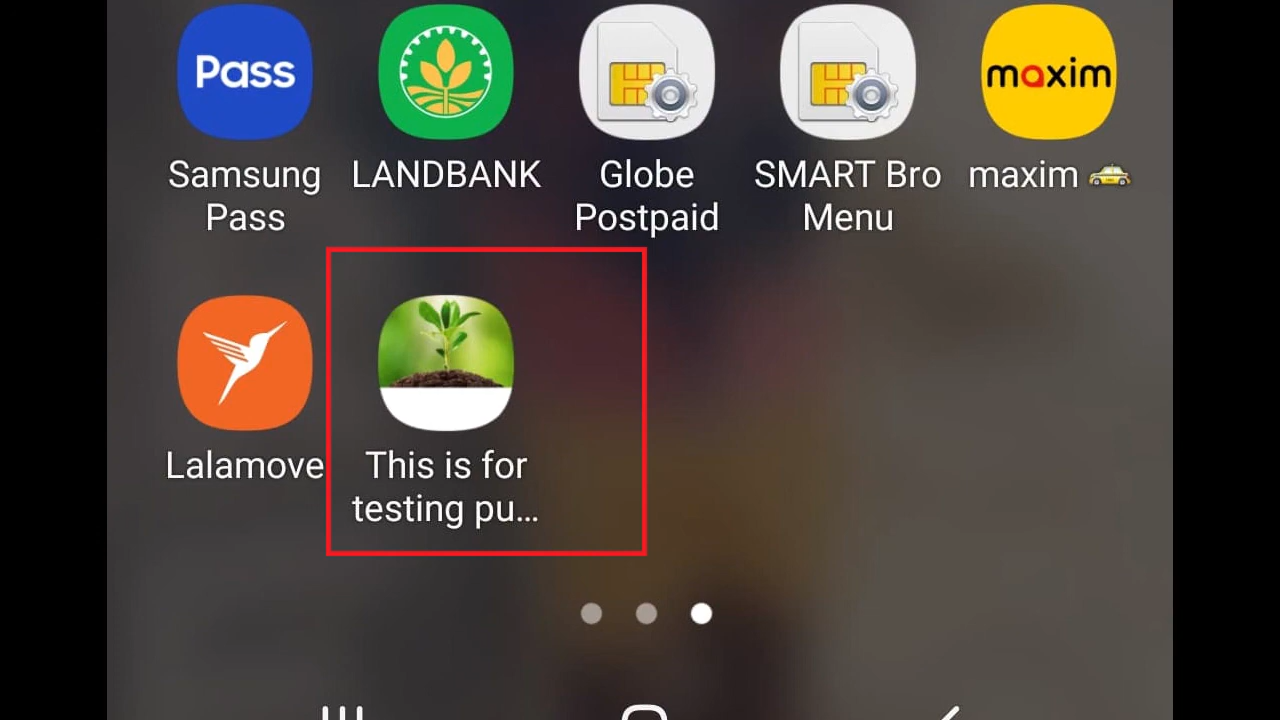 Pass
maxim
Samsung
Pass
LANDBANK
Globe
Postpaid
SMART Bro
Menu
maxim 🚕
Lalamove
This is for
testing pu...